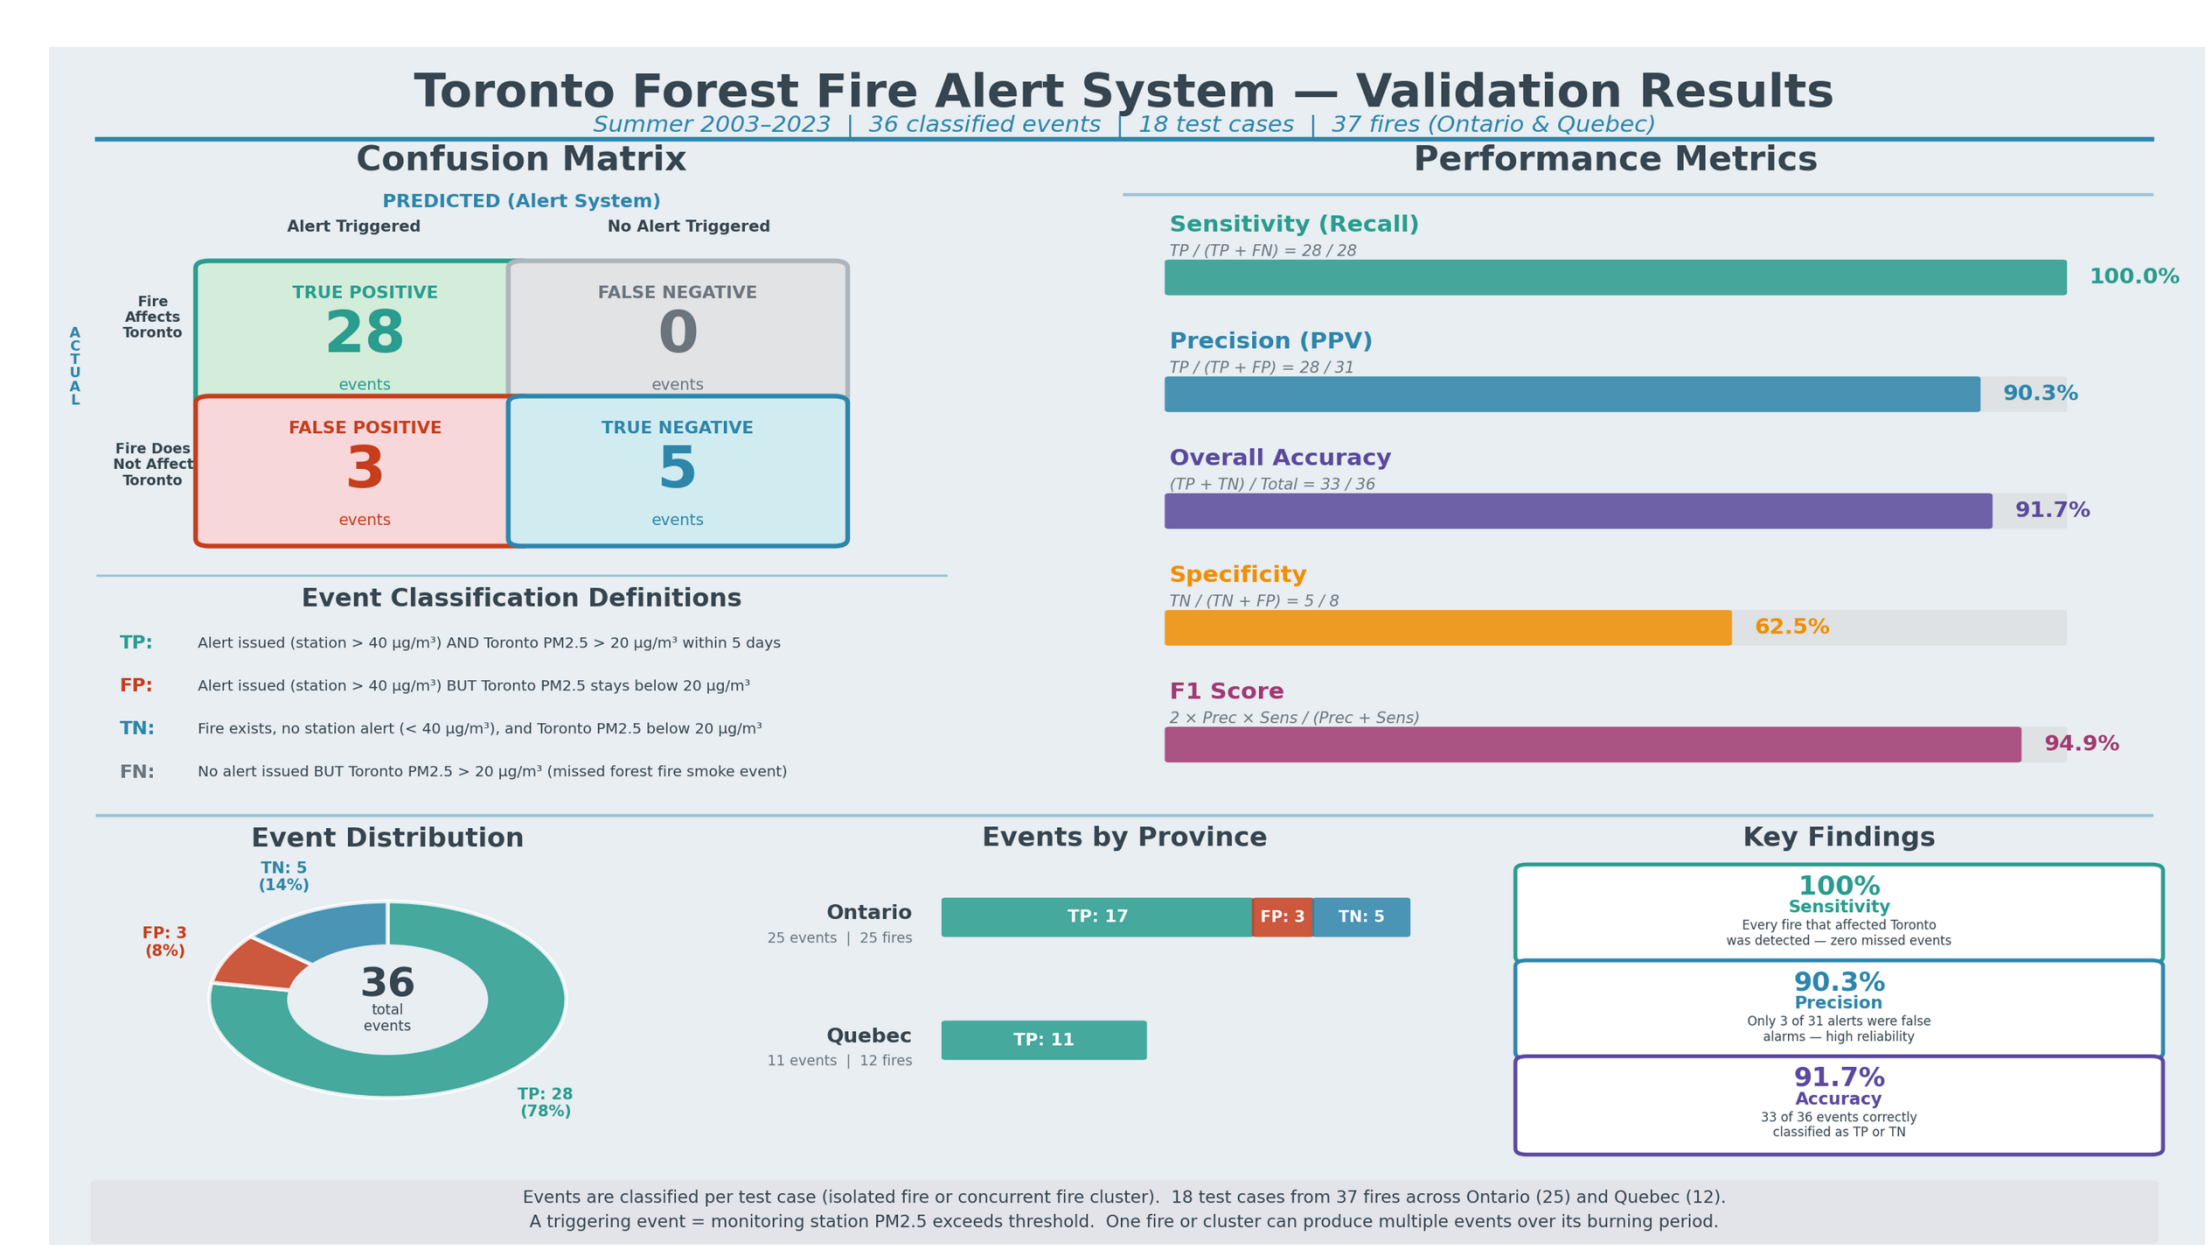 Toronto Forest Fire Alert System — Validation Results
Summer 2003–2023 | 36 classified events | 18 test cases | 37 fires (Ontario & Quebec)
Confusion Matrix
PREDICTED (Alert System)
Alert Triggered
No Alert Triggered
ACTUAL
Fire
Affects
Toronto
TRUE POSITIVE
28
events
FALSE NEGATIVE
0
events
Fire Does
Not Affect
Toronto
FALSE POSITIVE
3
events
TRUE NEGATIVE
5
events
Event Classification Definitions
TP: Alert issued (station > 40 µg/m³) AND Toronto PM2.5 > 20 µg/m³ within 5 days
FP: Alert issued (station > 40 µg/m³) BUT Toronto PM2.5 stays below 20 µg/m³
TN: Fire exists, no station alert (< 40 µg/m³), and Toronto PM2.5 below 20 µg/m³
FN: No alert issued BUT Toronto PM2.5 > 20 µg/m³ (missed forest fire smoke event)
Performance Metrics
Sensitivity (Recall)
TP / (TP + FN) = 28 / 28
100.0%
Precision (PPV)
TP / (TP + FP) = 28 / 31
90.3%
Overall Accuracy
(TP + TN) / Total = 33 / 36
91.7%
Specificity
TN / (TN + FP) = 5 / 8
62.5%
F1 Score
2 × Prec × Sens / (Prec + Sens)
94.9%
Event Distribution
TN: 5
(14%)
FP: 3
(8%)
36
total
events
TP: 28
(78%)
Events by Province
Ontario
25 events | 25 fires
TP: 17
FP: 3
TN: 5
Quebec
11 events | 12 fires
TP: 11
Key Findings
100%
Sensitivity
Every fire that affected Toronto
was detected — zero missed events
90.3%
Precision
Only 3 of 31 alerts were false
alarms — high reliability
91.7%
Accuracy
33 of 36 events correctly
classified as TP or TN
Events are classified per test case (isolated fire or concurrent fire cluster). 18 test cases from 37 fires across Ontario (25) and Quebec (12).
A triggering event = monitoring station PM2.5 exceeds threshold. One fire or cluster can produce multiple events over its burning period.